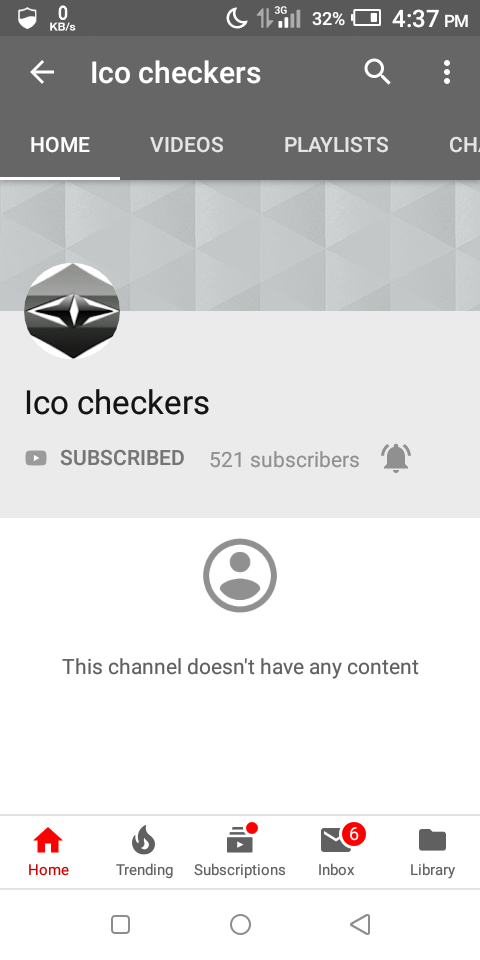 0
KB/s
3G
32%
4:37 PM
Ico checkers
HOME VIDEOS PLAYLISTS CHA
Ico checkers
SUBSCRIBED 521 subscribers
This channel doesn't have any content
6
Home Trending Subscriptions Inbox Library